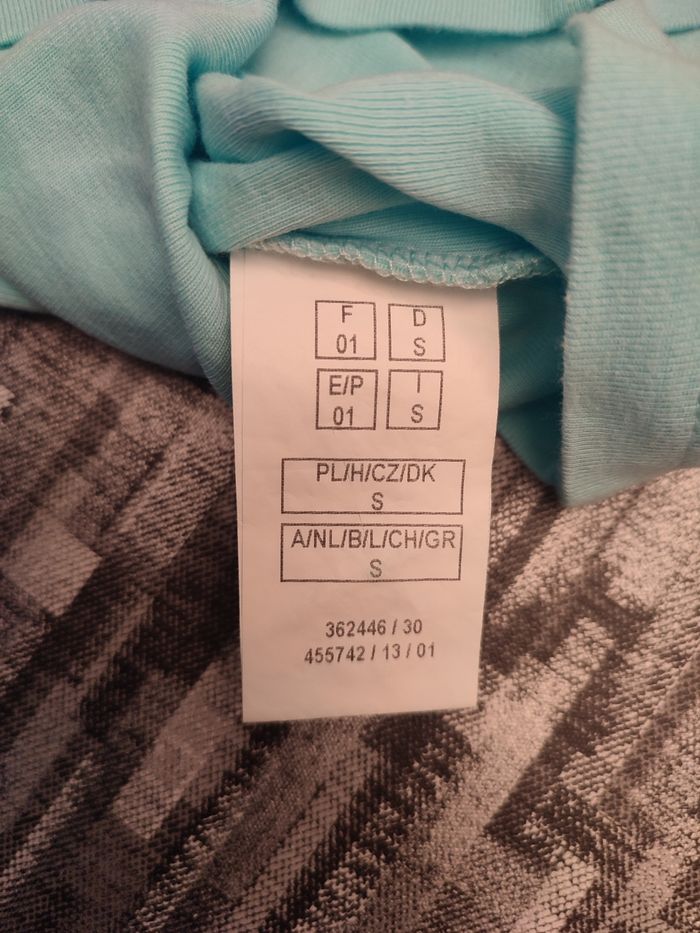 F D
01 S
E/P I
01 S
PL/H/CZ/DK
S
A/NL/B/L/CH/GR
S
362446 / 30
455742 / 13 / 01